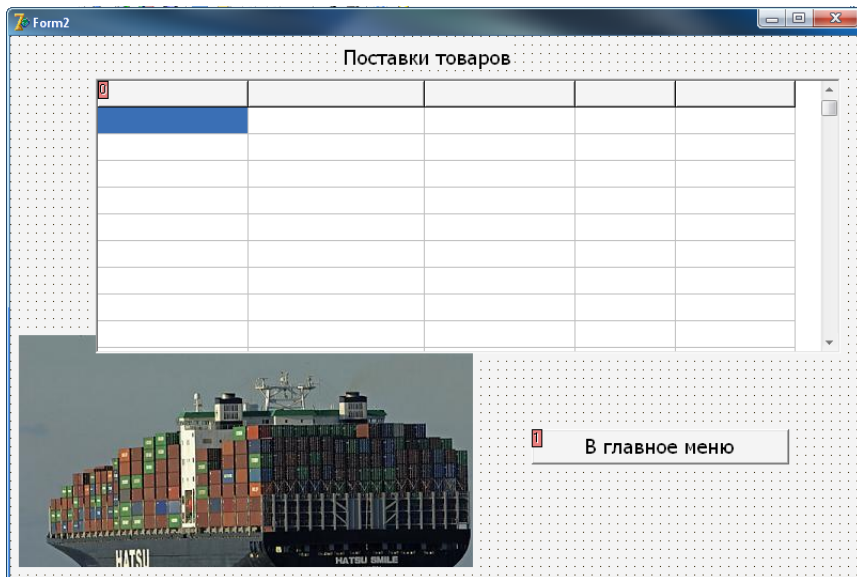 Form2
Поставки товаров
0
1
В главное меню
HATSU
HATSU SMILE